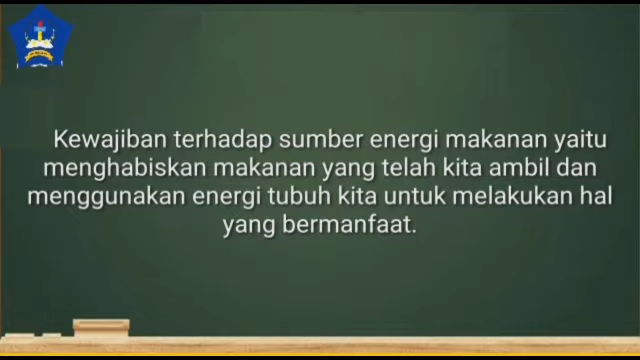 Kewajiban terhadap sumber energi makanan yaitu
menghabiskan makanan yang telah kita ambil dan
menggunakan energi tubuh kita untuk melakukan hal
yang bermanfaat.